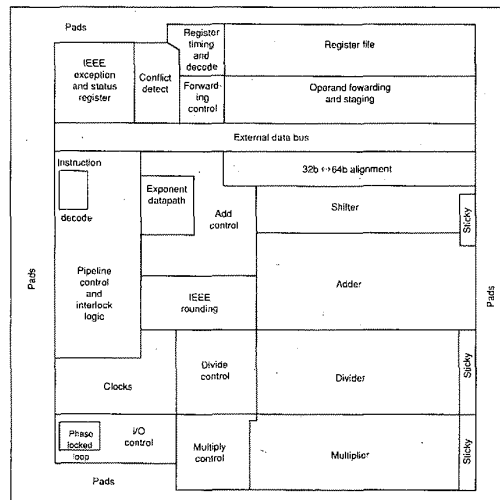 Pads
Register
timing
and
decode
Register file
IEEE
exception
and status
register
Conflict
detect
Forward-
ing
control
Operand fowarding
and staging
External data bus
Instruction
decode
32b ↔ 64b alignment
Exponent
datapath
Add
control
Shifter
Sticky
Pipeline
control
and
interlock
logic
Pads
IEEE
rounding
Adder
Pads
Clocks
Divide
control
Divider
Sticky
Phase
locked
loop
I/O
control
Multiply
control
Multiplier
Sticky
Pads